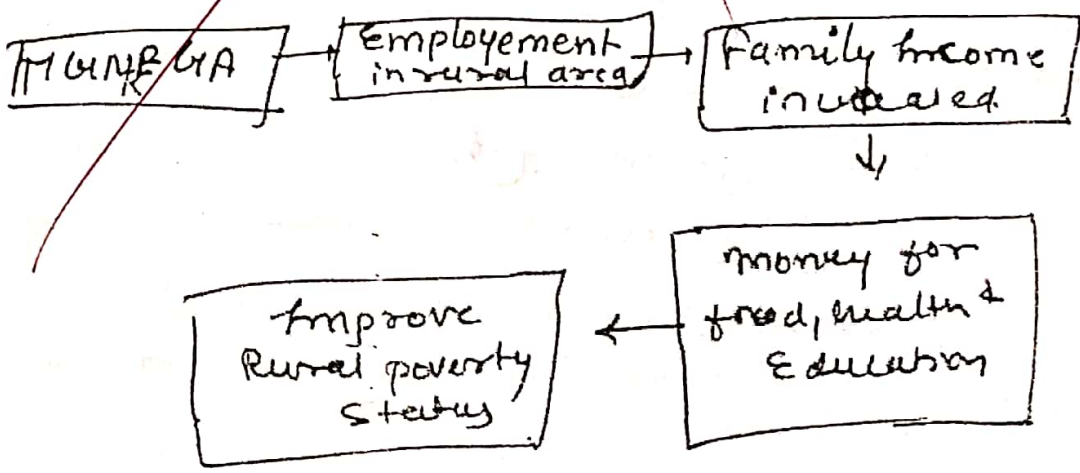 MGNREGA
Employement
in rural area
Family Income
increased
Money for
food, health &
Education
Improve
Rural poverty
Status